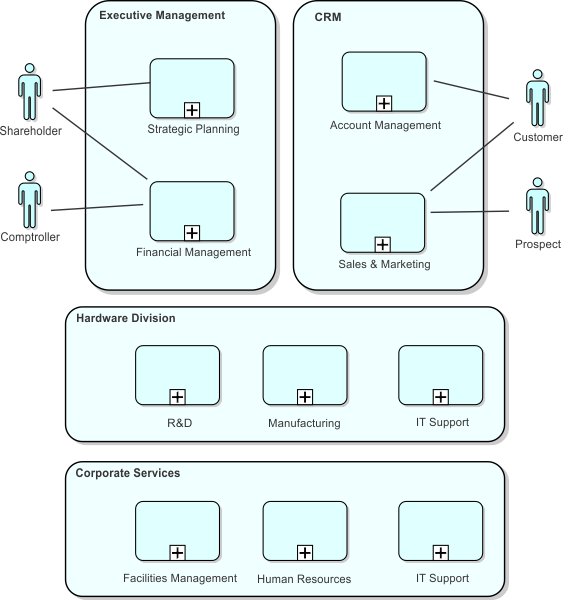 Executive Management
CRM
Shareholder
Strategic Planning
Account Management
Customer
Comptroller
Financial Management
Sales & Marketing
Prospect
Hardware Division
R&D
Manufacturing
IT Support
Corporate Services
Facilities Management
Human Resources
IT Support